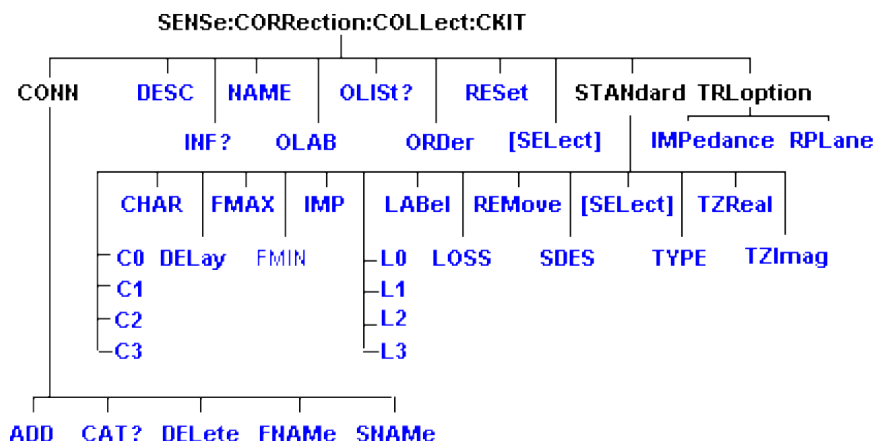 SENSe:CORRection:COLLect:CKIT
CONN DESC NAME OLISt? RESet STANdard TRLoption
INF? OLAB ORDer [SELect] IMPedance RPLane
CHAR FMAX IMP LABel REMove [SELect] TZReal
C0 DELay FMIN L0 LOSS SDES TYPE TZImag
C1 L1
C2 L2
C3 L3
ADD CAT? DELete FNAMe SNAMe